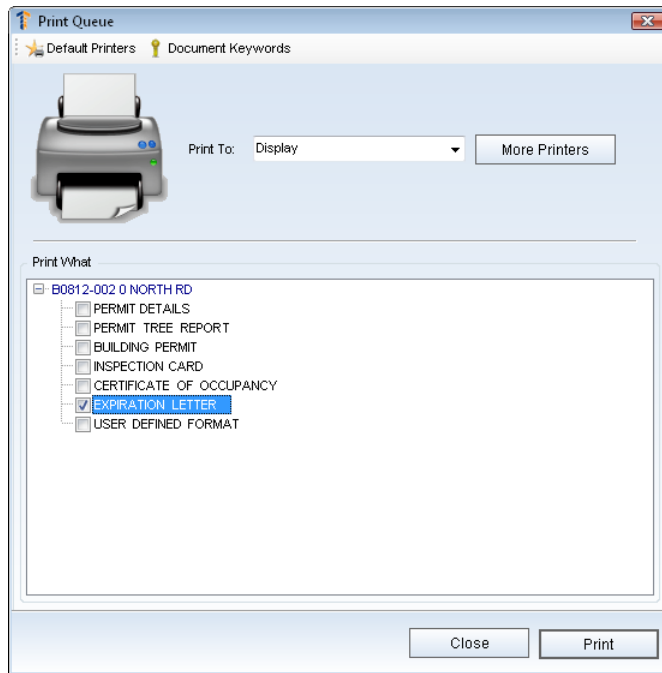 Print Queue
Default Printers Document Keywords
Print To: Display More Printers
Print What
B0812-002 0 NORTH RD
PERMIT DETAILS
PERMIT TREE REPORT
BUILDING PERMIT
INSPECTION CARD
CERTIFICATE OF OCCUPANCY
EXPIRATION LETTER
USER DEFINED FORMAT
Close Print